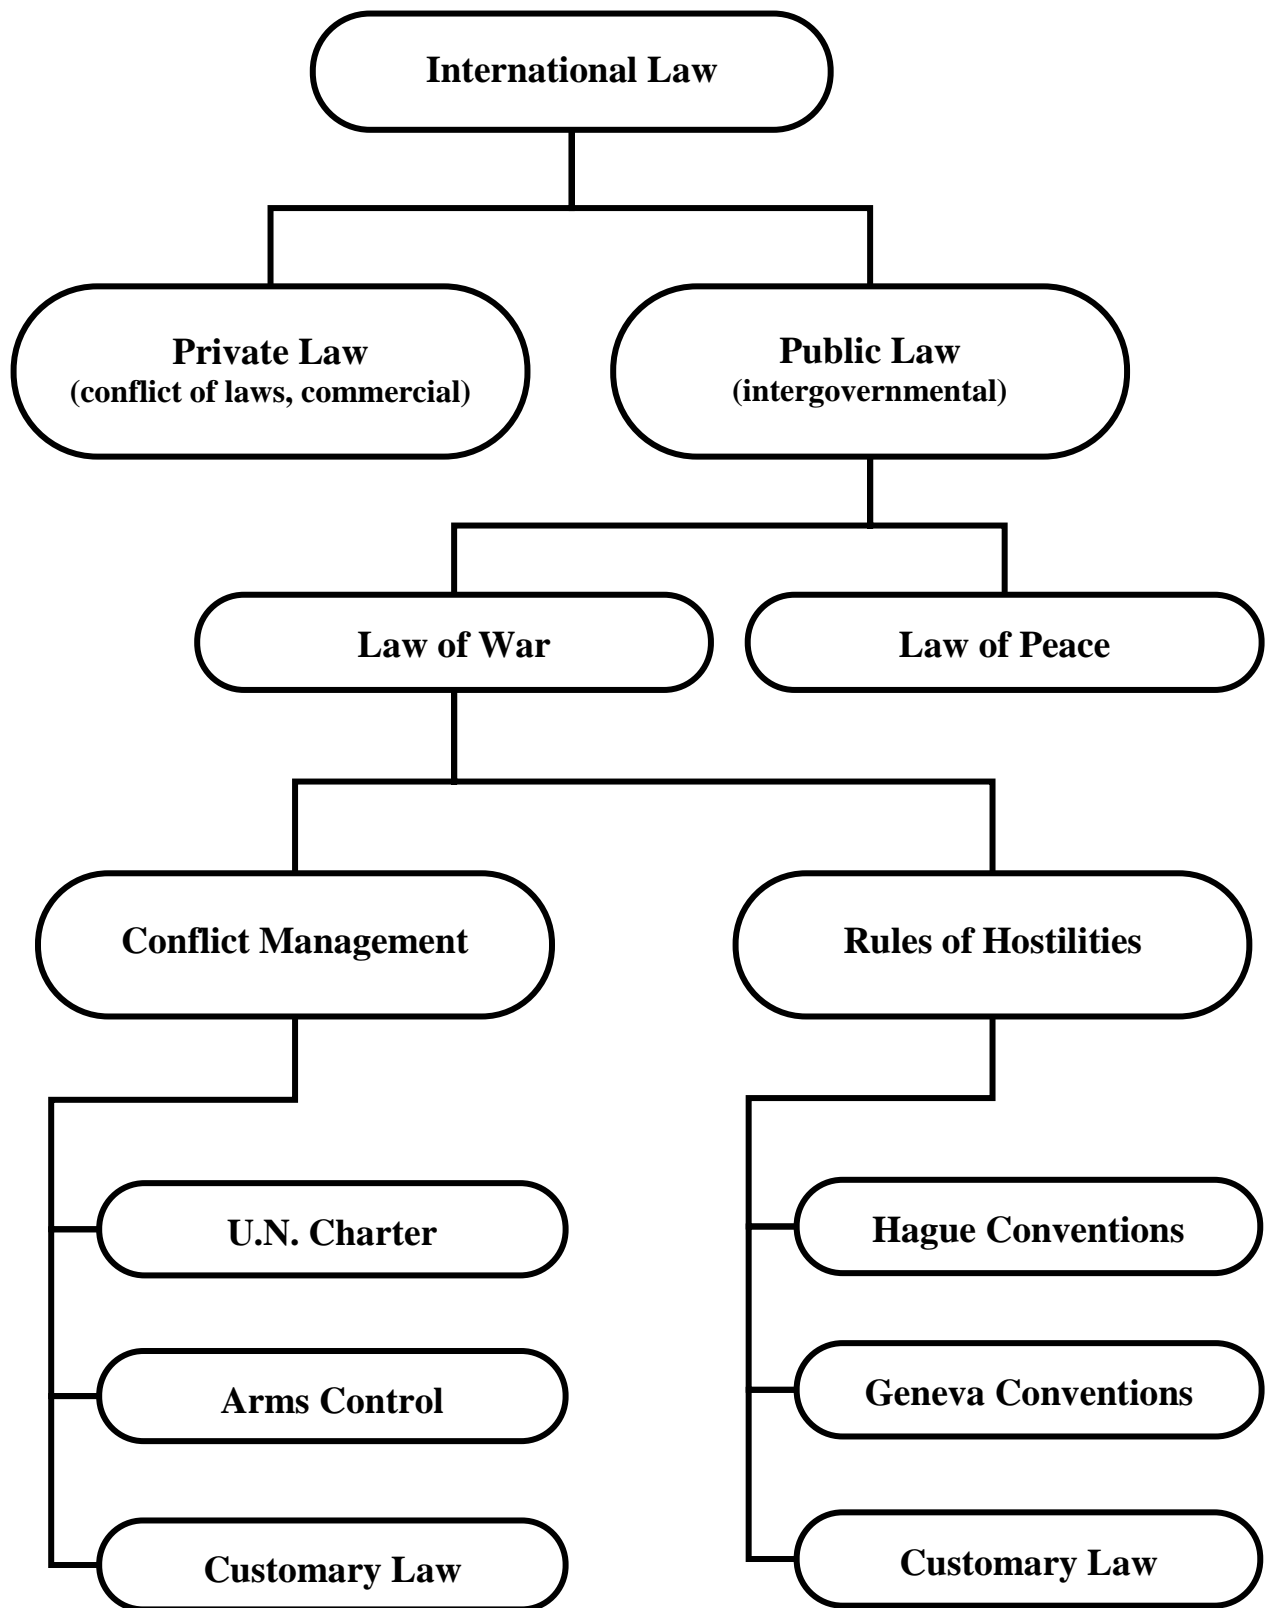 International Law
Private Law
(conflict of laws, commercial)
Public Law
(intergovernmental)
Law of War
Law of Peace
Conflict Management
Rules of Hostilities
U.N. Charter
Arms Control
Customary Law
Hague Conventions
Geneva Conventions
Customary Law